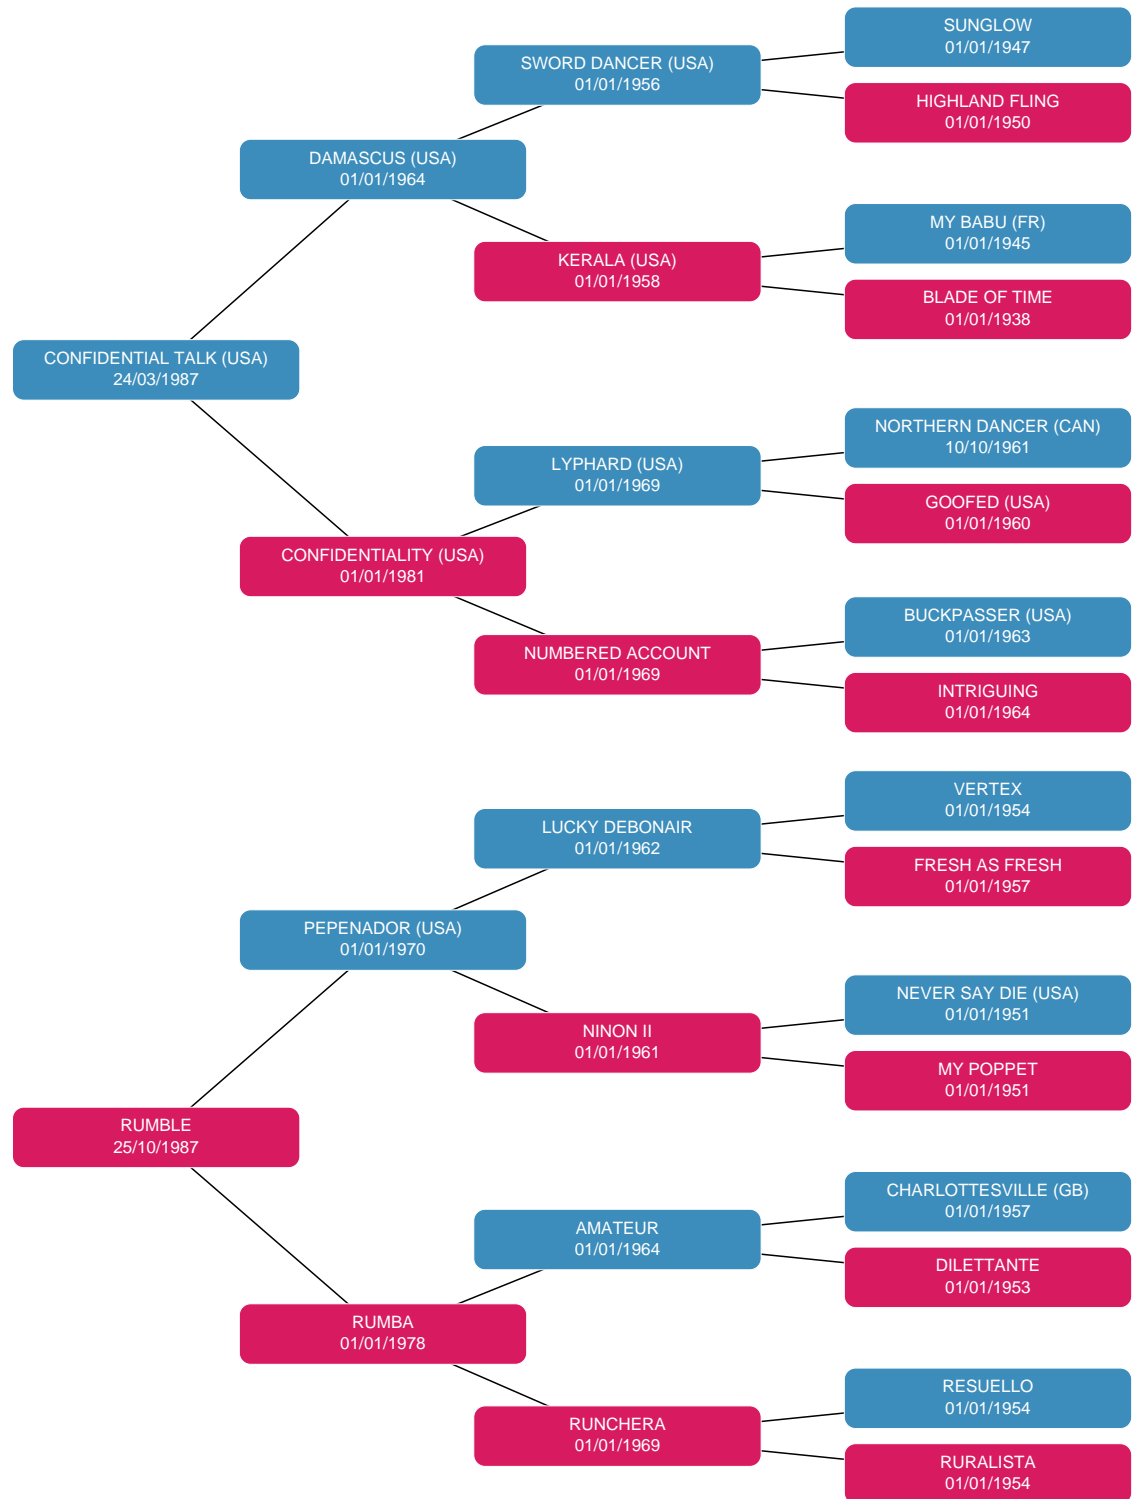 SUNGLOW
01/01/1947
SWORD DANCER (USA)
01/01/1956
HIGHLAND FLING
01/01/1950
DAMASCUS (USA)
01/01/1964
MY BABU (FR)
01/01/1945
KERALA (USA)
01/01/1958
BLADE OF TIME
01/01/1938
CONFIDENTIAL TALK (USA)
24/03/1987
NORTHERN DANCER (CAN)
10/10/1961
LYPHARD (USA)
01/01/1969
GOOFED (USA)
01/01/1960
CONFIDENTIALITY (USA)
01/01/1981
BUCKPASSER (USA)
01/01/1963
NUMBERED ACCOUNT
01/01/1969
INTRIGUING
01/01/1964
VERTEX
01/01/1954
LUCKY DEBONAIR
01/01/1962
FRESH AS FRESH
01/01/1957
PEPENADOR (USA)
01/01/1970
NEVER SAY DIE (USA)
01/01/1951
NINON II
01/01/1961
MY POPPET
01/01/1951
RUMBLE
25/10/1987
CHARLOTTESVILLE (GB)
01/01/1957
AMATEUR
01/01/1964
DILETTANTE
01/01/1953
RUMBA
01/01/1978
RESUELLO
01/01/1954
RUNCHERA
01/01/1969
RURALISTA
01/01/1954